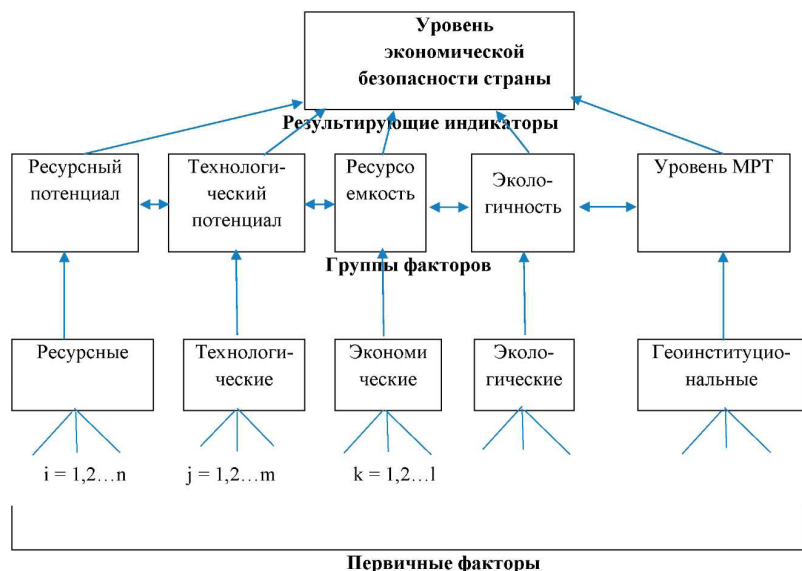 Уровень
экономической
безопасности страны
Результирующие индикаторы
Ресурсный
потенциал
Технологи-
ческий
потенциал
Ресурсо
емкость
Эколо-
гичность
Уровень МРТ
Группы факторов
Ресурсные
Технологи-
ческие
Экономи
ческие
Эколо-
гические
Геоинституцио-
нальные
i = 1,2…n
j = 1,2…m
k = 1,2…l
Первичные факторы